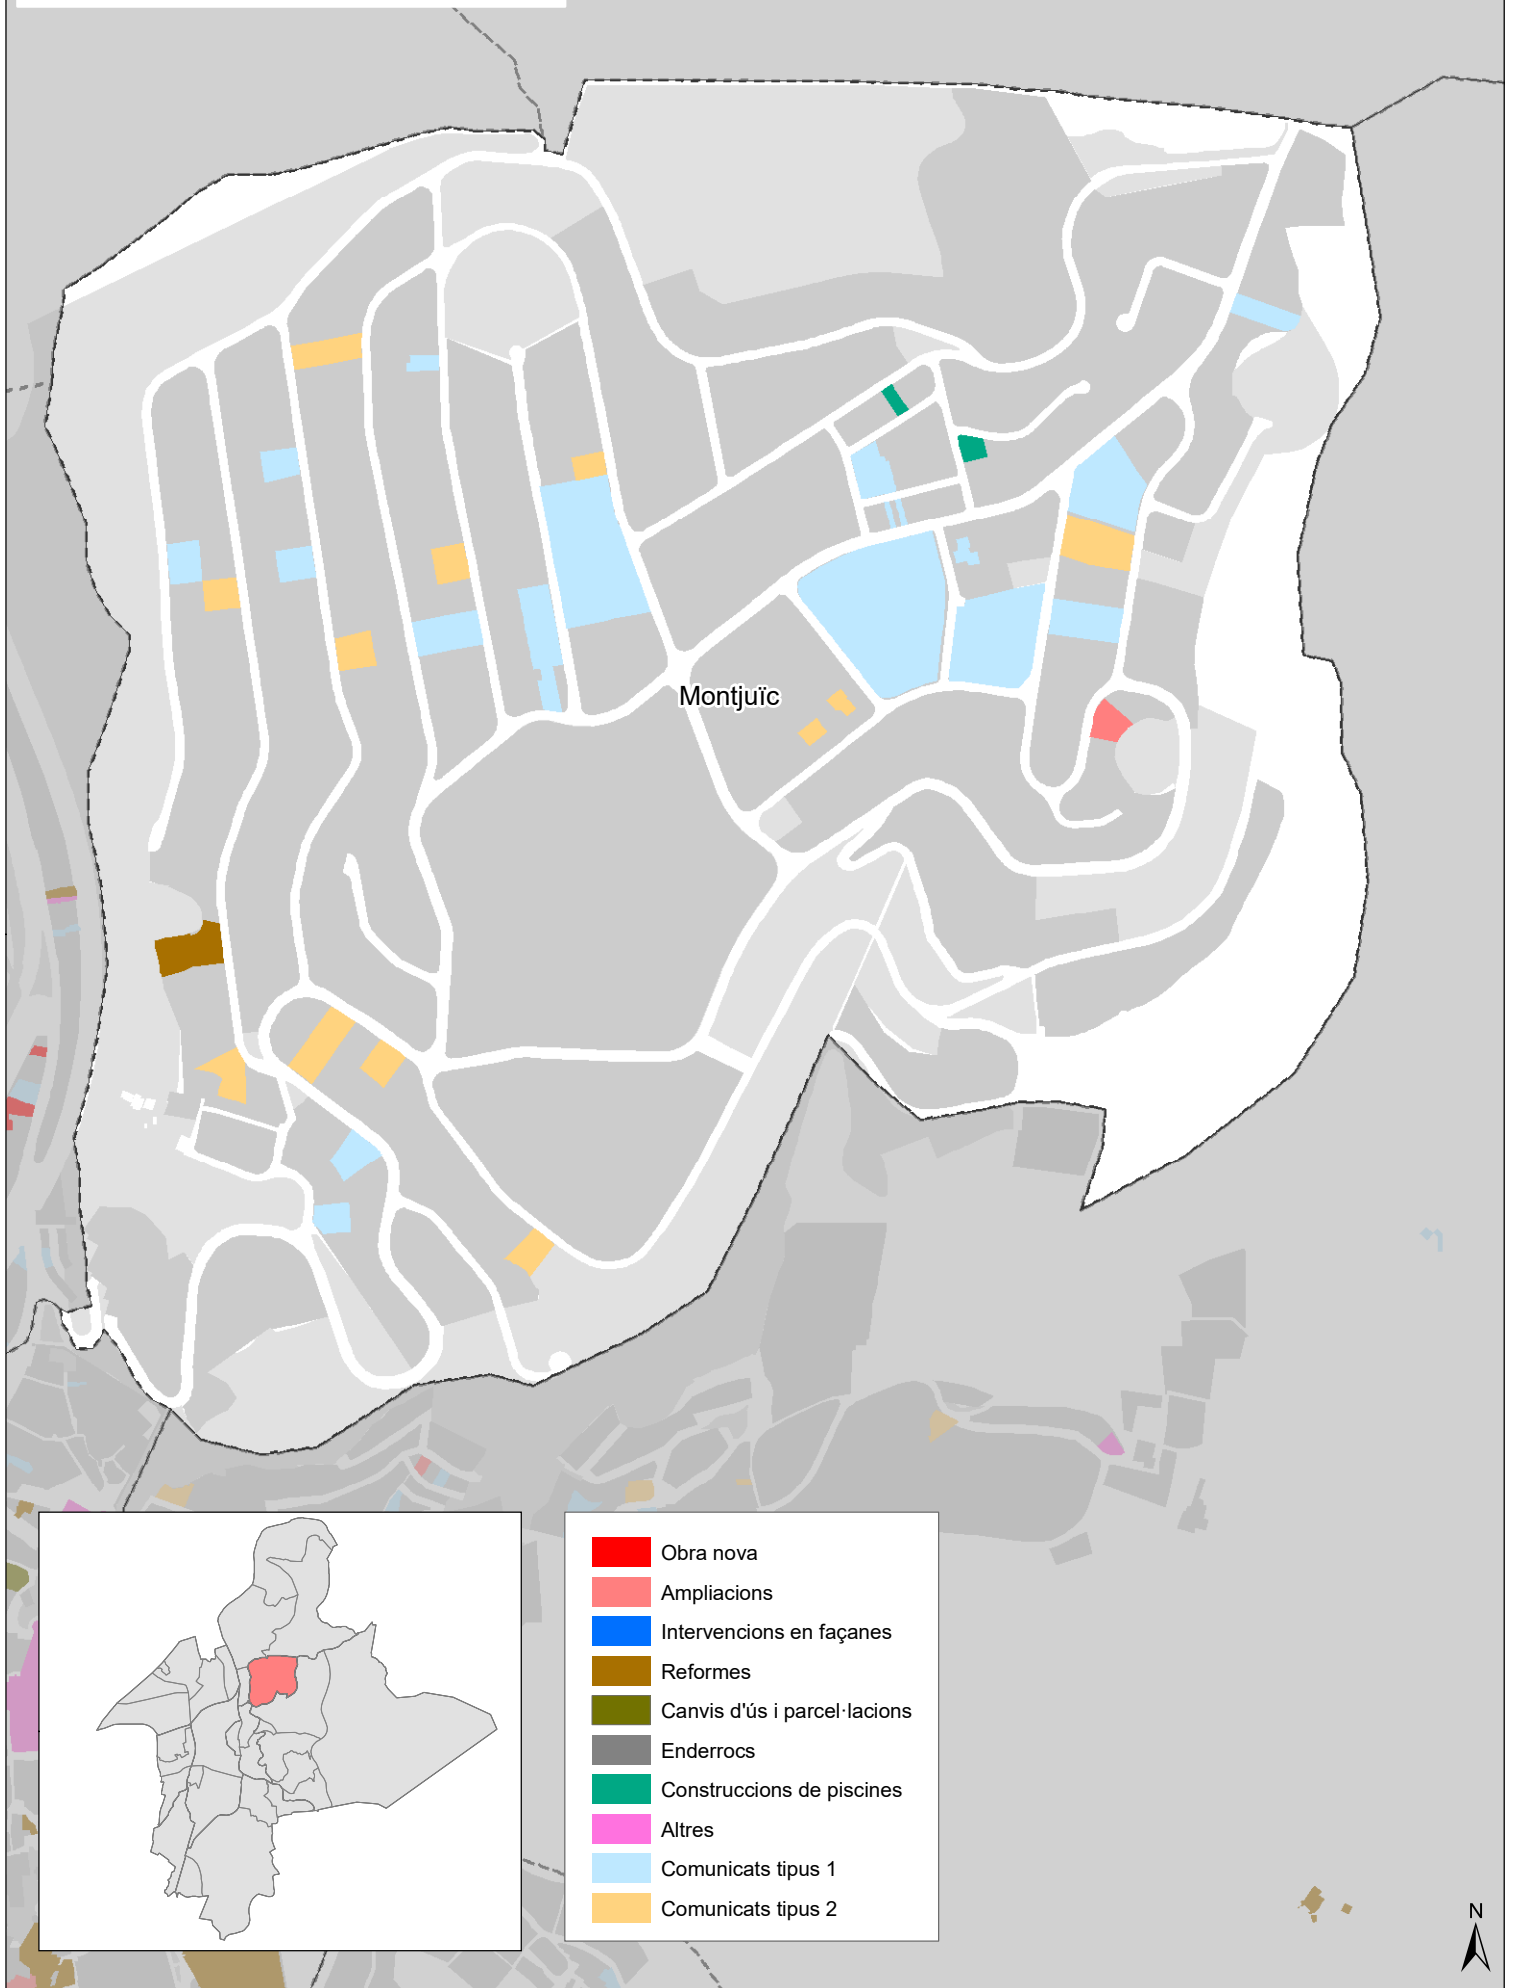 Montjuïc
Obra nova
Ampliacions
Intervencions en façanes
Reformes
Canvis d'ús i parcel·lacions
Enderrocs
Construccions de piscines
Altres
Comunicats tipus 1
Comunicats tipus 2
N